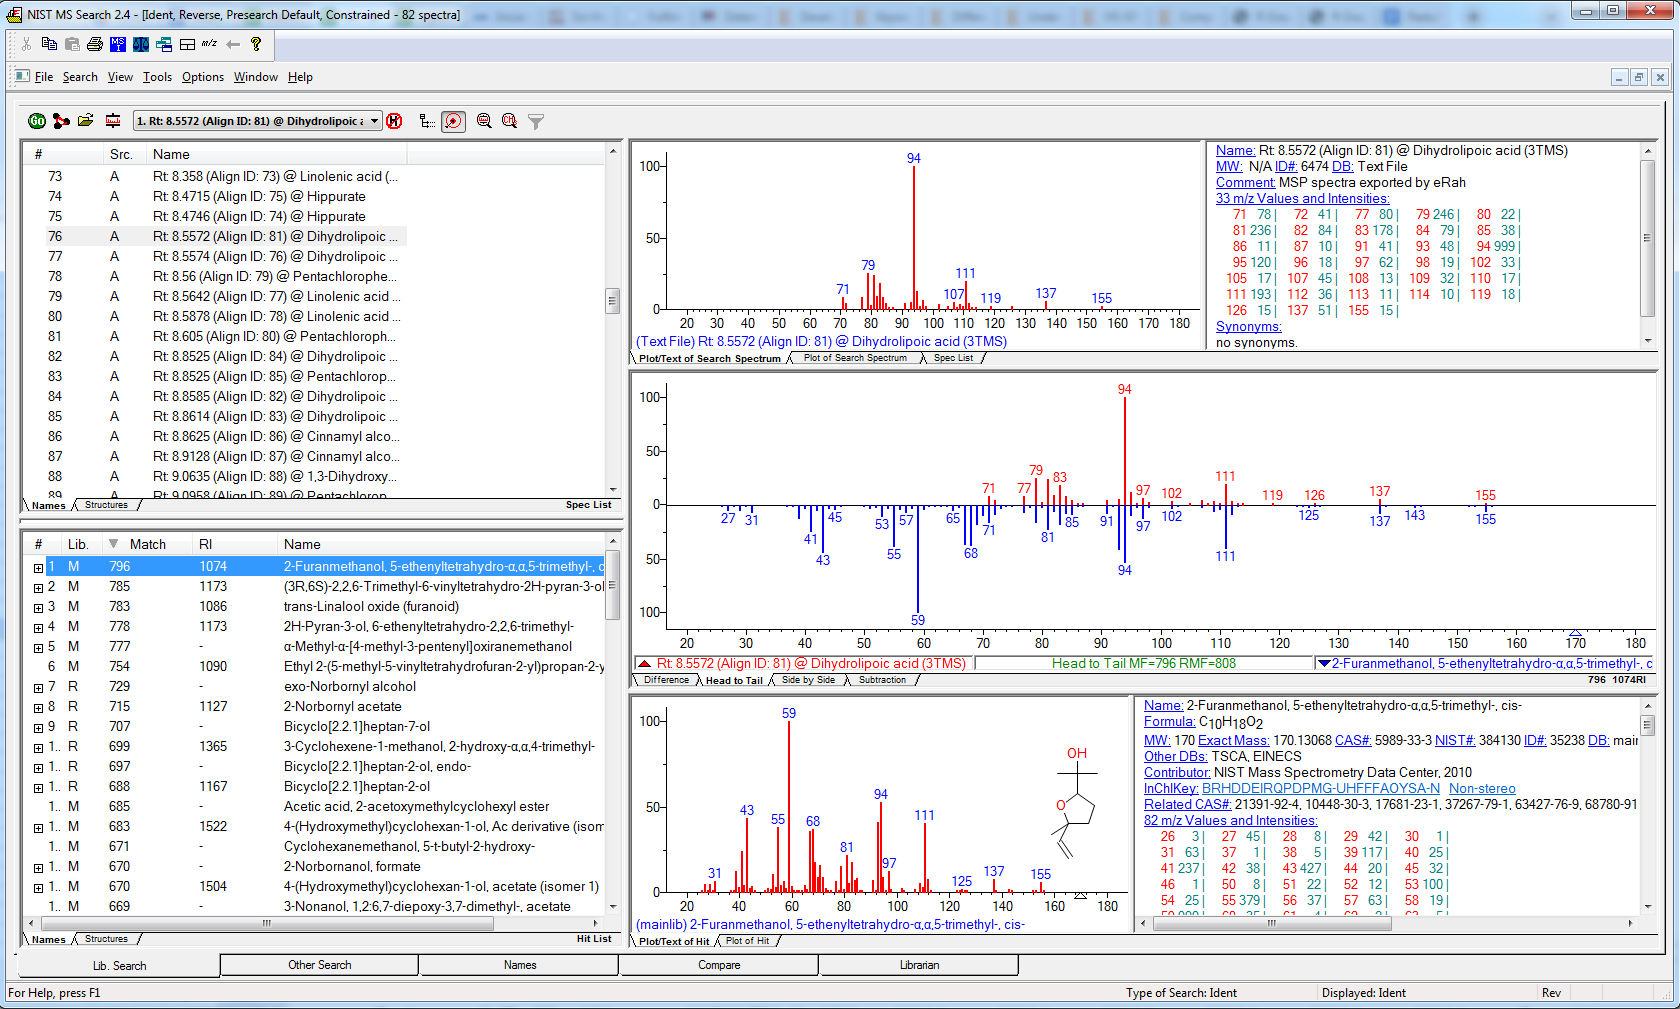 NIST MS Search 2.4 - [Ident, Reverse, Presearch Default, Constrained - 82 spectra]
File Search View Tools Options Window Help
1. Rt: 8.5572 (Align ID: 81) @ Dihydrolipoic
# Src. Name
73 A Rt: 8.358 (Align ID: 73) @ Linolenic acid (...
74 A Rt: 8.4715 (Align ID: 75) @ Hippurate
75 A Rt: 8.4746 (Align ID: 74) @ Hippurate
76 A Rt: 8.5572 (Align ID: 81) @ Dihydrolipoic ...
77 A Rt: 8.5574 (Align ID: 76) @ Dihydrolipoic ...
78 A Rt: 8.56 (Align ID: 79) @ Pentachlorophe...
79 A Rt: 8.5642 (Align ID: 77) @ Linolenic acid ...
80 A Rt: 8.5878 (Align ID: 78) @ Linolenic acid ...
81 A Rt: 8.605 (Align ID: 80) @ Pentachloroph...
82 A Rt: 8.8525 (Align ID: 84) @ Dihydrolipoic ...
83 A Rt: 8.8525 (Align ID: 85) @ Pentachlorop...
84 A Rt: 8.8585 (Align ID: 82) @ Dihydrolipoic ...
85 A Rt: 8.8614 (Align ID: 83) @ Dihydrolipoic ...
86 A Rt: 8.8625 (Align ID: 86) @ Cinnamyl alco...
87 A Rt: 8.9128 (Align ID: 87) @ Cinnamyl alco...
88 A Rt: 9.0635 (Align ID: 88) @ 1,3-Dihydroxy...
89 A Rt: 9.0958 (Align ID: 89) @ Pentachlorop...
Names Structures Spec List
# Lib. Match RI Name
1 M 796 1074 2-Furanmethanol, 5-ethenyltetrahydro-α,α,5-trimethyl-, c
2 M 785 1173 (3R,6S)-2,2,6-Trimethyl-6-vinyltetrahydro-2H-pyran-3-ol
3 M 783 1086 trans-Linalool oxide (furanoid)
4 M 778 1173 2H-Pyran-3-ol, 6-ethenyltetrahydro-2,2,6-trimethyl-
5 M 777 - α-Methyl-α-[4-methyl-3-pentenyl]oxiranemethanol
6 M 754 1090 Ethyl 2-(5-methyl-5-vinyltetrahydrofuran-2-yl)propan-2-y
7 R 729 - exo-Norbornyl alcohol
8 R 715 1127 2-Norbornyl acetate
9 R 707 - Bicyclo[2.2.1]heptan-7-ol
1.. R 699 1365 3-Cyclohexene-1-methanol, 2-hydroxy-α,α,4-trimethyl-
1.. R 697 - Bicyclo[2.2.1]heptan-2-ol, endo-
1.. R 688 1167 Bicyclo[2.2.1]heptan-2-ol
1.. M 685 - Acetic acid, 2-acetoxymethylcyclohexyl ester
1.. M 683 1522 4-(Hydroxymethyl)cyclohexan-1-ol, Ac derivative (isom
1.. M 671 - Cyclohexanemethanol, 5-t-butyl-2-hydroxy-
1.. M 670 - 2-Norbornanol, formate
1.. M 670 1504 4-(Hydroxymethyl)cyclohexan-1-ol, acetate (isomer 1)
1.. M 669 - 3-Nonanol, 1,2:6,7-diepoxy-3,7-dimethyl-, acetate
Names Structures Hit List
100
50
0
94
79
71
111
107
119
137
155
20 30 40 50 60 70 80 90 100 110 120 130 140 150 160 170 180
(Text File) Rt: 8.5572 (Align ID: 81) @ Dihydrolipoic acid (3TMS)
Plot/Text of Search Spectrum Plot of Search Spectrum Spec List
Name: Rt: 8.5572 (Align ID: 81) @ Dihydrolipoic acid (3TMS)
MW: N/A ID#: 6474 DB: Text File
Comment: MSP spectra exported by eRah
33 m/z Values and Intensities:
71 78 | 72 41 | 77 80 | 79 246 | 80 22 |
81 236 | 82 84 | 83 178 | 84 79 | 85 38 |
86 11 | 87 10 | 91 41 | 93 48 | 94 999 |
95 120 | 96 18 | 97 62 | 98 19 | 102 33 |
105 17 | 107 45 | 108 13 | 109 32 | 110 17 |
111 193 | 112 36 | 113 11 | 114 10 | 119 18 |
126 15 | 137 51 | 155 15 |
Synonyms:
no synonyms.
100
50
0
50
100
94
71 77 79 83 97 102 111 119 126 137 155
27 31 41 43 45 53 55 57 59 65 68 71 81 85 91 94 97 102 111 125 137 143 155
20 30 40 50 60 70 80 90 100 110 120 130 140 150 160 170 180
Rt: 8.5572 (Align ID: 81) @ Dihydrolipoic acid (3TMS) Head to Tail MF=796 RMF=808 2-Furanmethanol, 5-ethenyltetrahydro-α,α,5-trimethyl-, c
Difference Head to Tail Side by Side Subtraction 796 1074RI
100
50
0
31 43 55 59 68 81 94 97 111 125 137 155
20 40 60 80 100 120 140 160 180
OH
O
(mainlib) 2-Furanmethanol, 5-ethenyltetrahydro-α,α,5-trimethyl-, cis-
Plot/Text of Hit Plot of Hit
Name: 2-Furanmethanol, 5-ethenyltetrahydro-α,α,5-trimethyl-, cis-
Formula: C10H18O2
MW: 170 Exact Mass: 170.13068 CAS#: 5989-33-3 NIST#: 384130 ID#: 35238 DB: mai
Other DBs: TSCA, EINECS
Contributor: NIST Mass Spectrometry Data Center, 2010
InChIKey: BRHDDEIRQPDPMG-UHFFFAOYSA-N Non-stereo
Related CAS#: 21391-92-4, 10448-30-3, 17681-23-1, 37267-79-1, 63427-76-9, 68780-91
82 m/z Values and Intensities:
26 3 | 27 45 | 28 8 | 29 42 | 30 1 |
31 63 | 37 1 | 38 5 | 39 117 | 40 25 |
41 237 | 42 38 | 43 427 | 44 20 | 45 32 |
46 1 | 50 8 | 51 22 | 52 12 | 53 100 |
54 25 | 55 379 | 56 37 | 57 63 | 58 19 |
Lib. Search Other Search Names Compare Librarian
For Help, press F1 Type of Search: Ident Displayed: Ident Rev